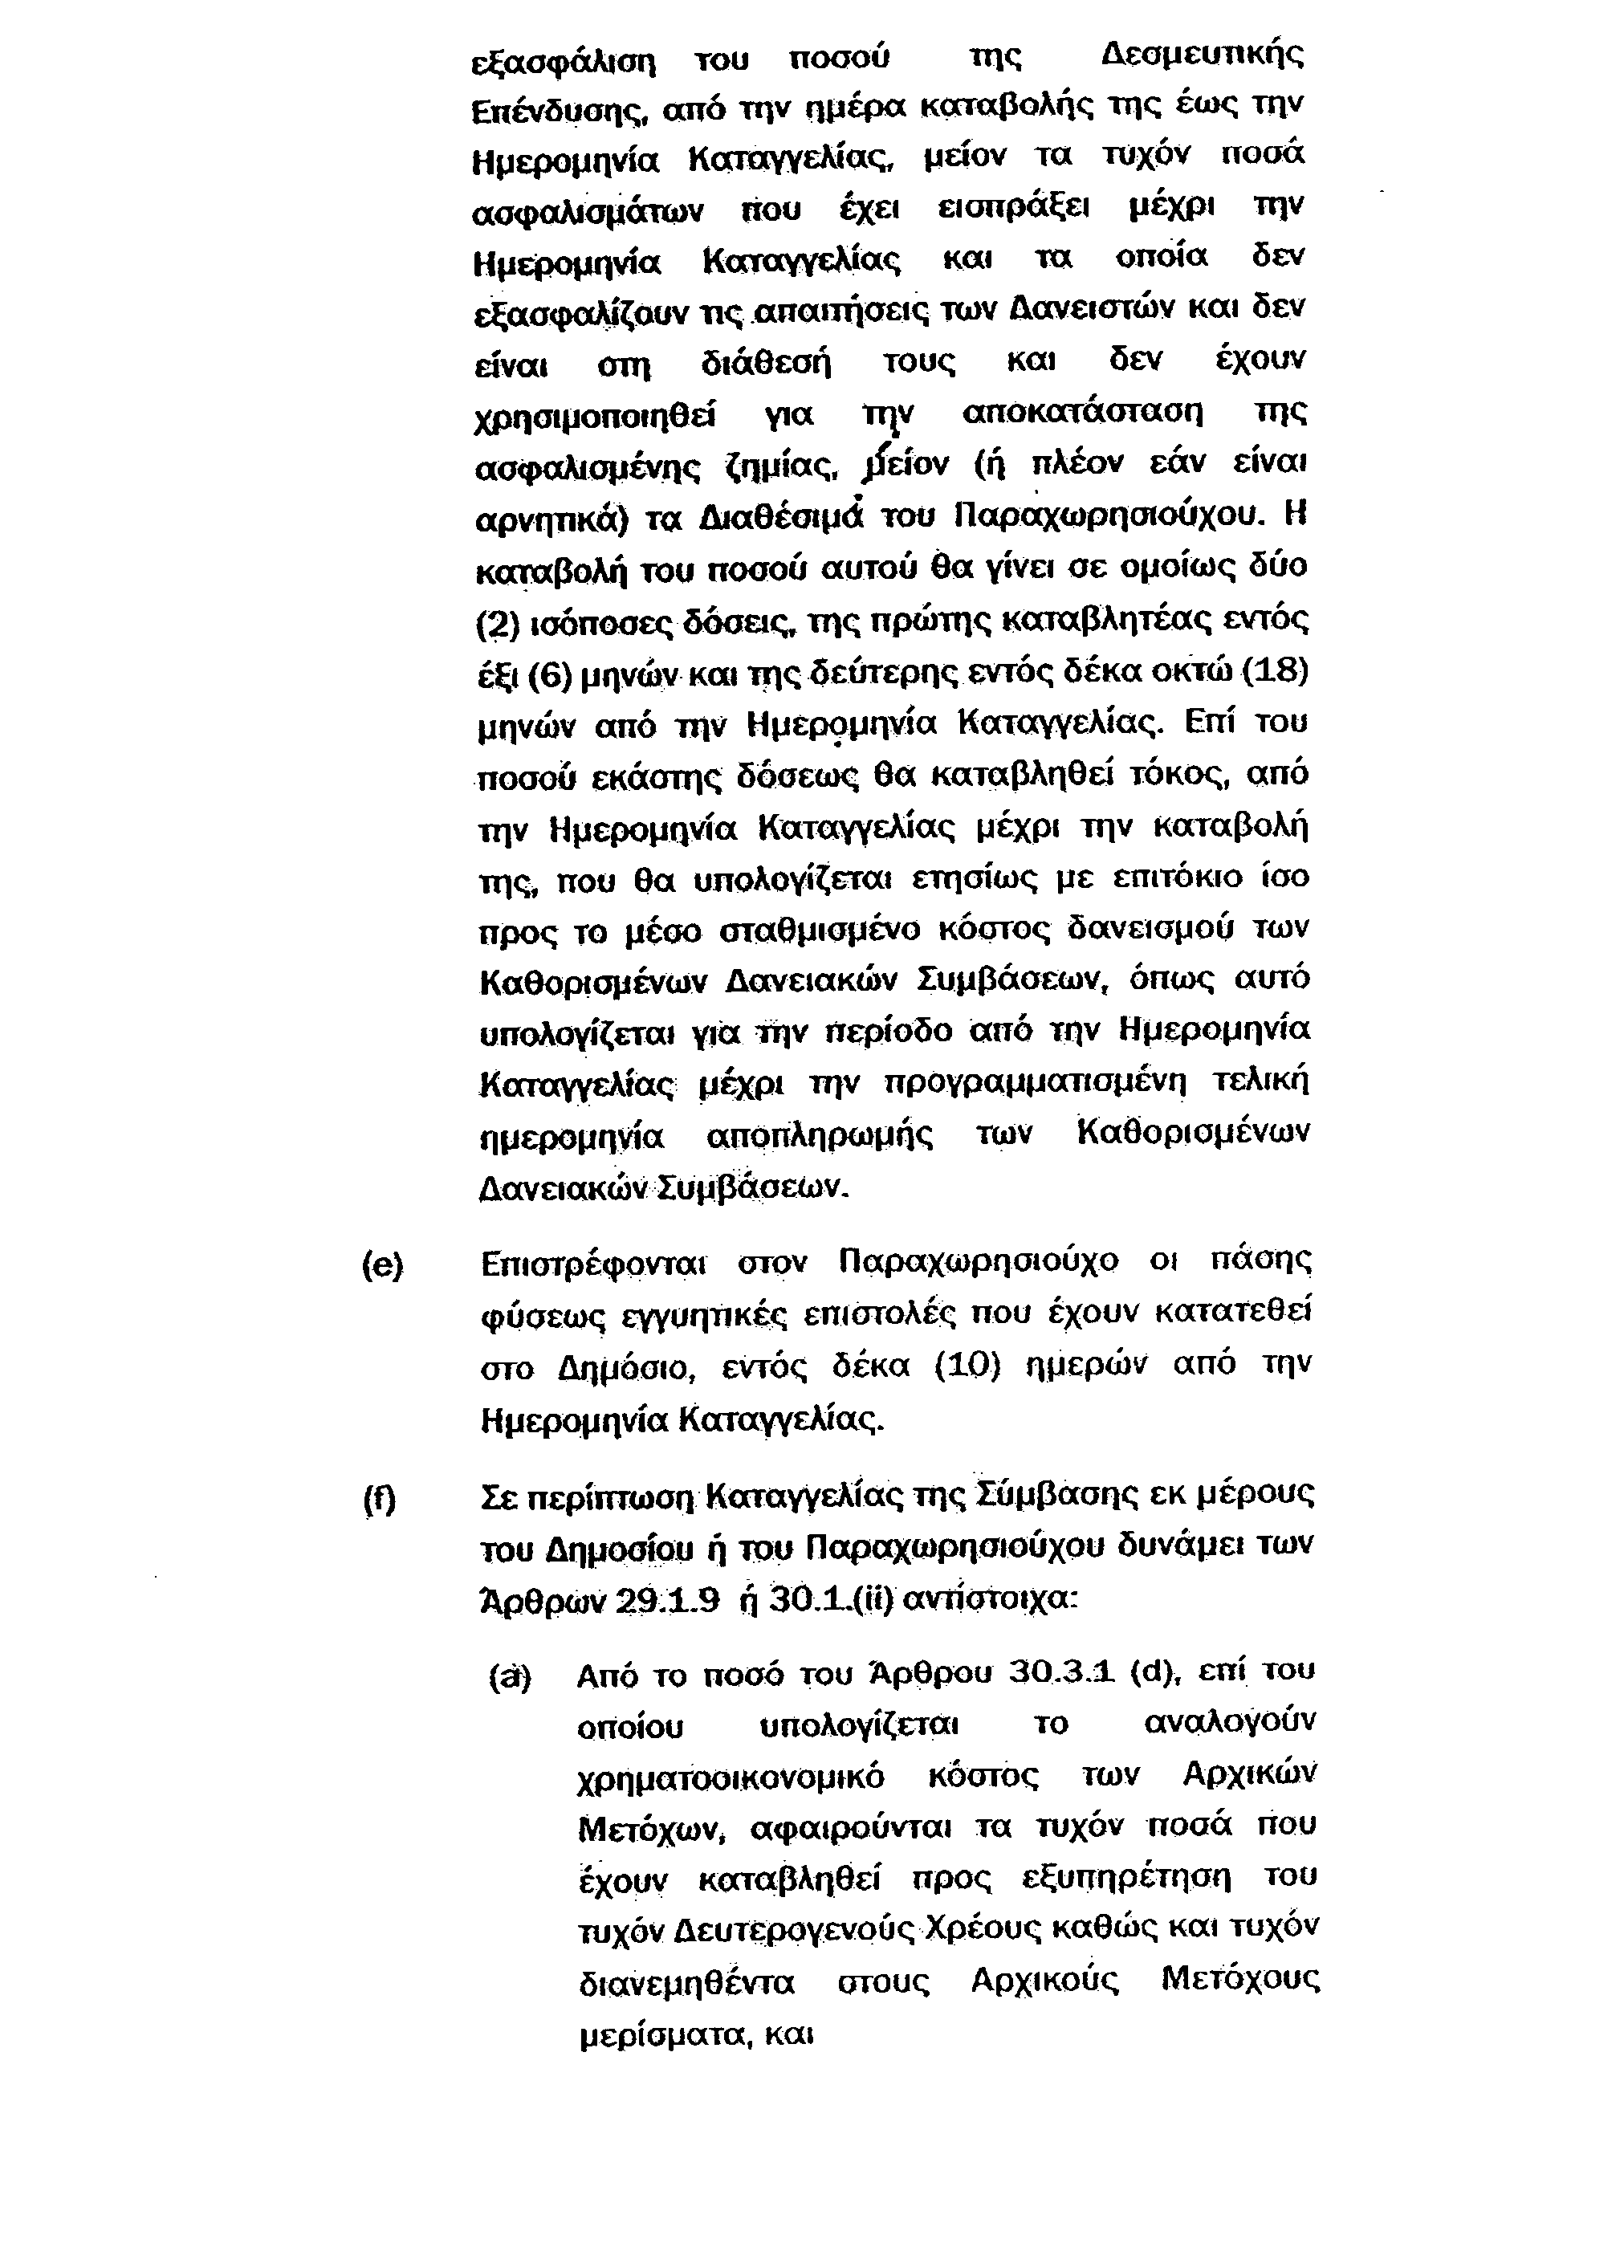 εξασφάλιση του ποσού της Δεσμευτικής
Επένδυσης, από την ημέρα καταβολής της έως την
Ημερομηνία Καταγγελίας, μείον τα τυχόν ποσά
ασφαλισμάτων που έχει εισπράξει μέχρι την
Ημερομηνία Καταγγελίας και τα οποία δεν
εξασφαλίζουν τις απαιτήσεις των Δανειστών και δεν
είναι στη διάθεσή τους και δεν έχουν
χρησιμοποιηθεί για την αποκατάσταση της
ασφαλισμένης ζημίας, μείον (ή πλέον εάν είναι
αρνητικά) τα Διαθέσιμά του Παραχωρησιούχου. Η
καταβολή του ποσού αυτού θα γίνει σε ομοίως δύο
(2) ισόποσες δόσεις, της πρώτης καταβλητέας εντός
έξι (6) μηνών και της δεύτερης εντός δέκα οκτώ (18)
μηνών από την Ημερομηνία Καταγγελίας. Επί του
ποσού εκάστης δόσεως θα καταβληθεί τόκος, από
την Ημερομηνία Καταγγελίας μέχρι την καταβολή
της, που θα υπολογίζεται ετησίως με επιτόκιο ίσο
προς το μέσο σταθμισμένο κόστος δανεισμού των
Καθορισμένων Δανειακών Συμβάσεων, όπως αυτό
υπολογίζεται για την περίοδο από την Ημερομηνία
Καταγγελίας μέχρι την προγραμματισμένη τελική
ημερομηνία αποπληρωμής των Καθορισμένων
Δανειακών Συμβάσεων.
(e) Επιστρέφονται στον Παραχωρησιούχο οι πάσης
φύσεως εγγυητικές επιστολές που έχουν κατατεθεί
στο Δημόσιο, εντός δέκα (10) ημερών από την
Ημερομηνία Καταγγελίας.
(f) Σε περίπτωση Καταγγελίας της Σύμβασης εκ μέρους
του Δημοσίου ή του Παραχωρησιούχου δυνάμει των
Άρθρων 29.1.9 ή 30.1.(ii) αντίστοιχα:
(a) Από το ποσό του Άρθρου 30.3.1 (d), επί του
οποίου υπολογίζεται το αναλογούν
χρηματοοικονομικό κόστος των Αρχικών
Μετόχων, αφαιρούνται τα τυχόν ποσά που
έχουν καταβληθεί προς εξυπηρέτηση του
τυχόν Δευτερογενούς Χρέους καθώς και τυχόν
διανεμηθέντα στους Αρχικούς Μετόχους
μερίσματα, και